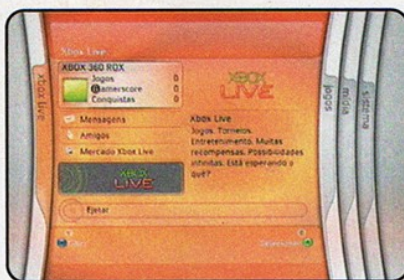 Xbox Live
XBOX 360 RDX
Jogos 0
Gamerscore 0
Conquistas 0
Mensagens
Amigos
Mercado Xbox Live
XBOX
LIVE
Ejetar
XBOX
LIVE
Xbox Live
Jogos. Torneios.
Entretenimento. Muitas
recompensas. Possibilidades
infinitas. Está esperando o
quê?
Selecionar
xbox live
jogos
mídia
sistema